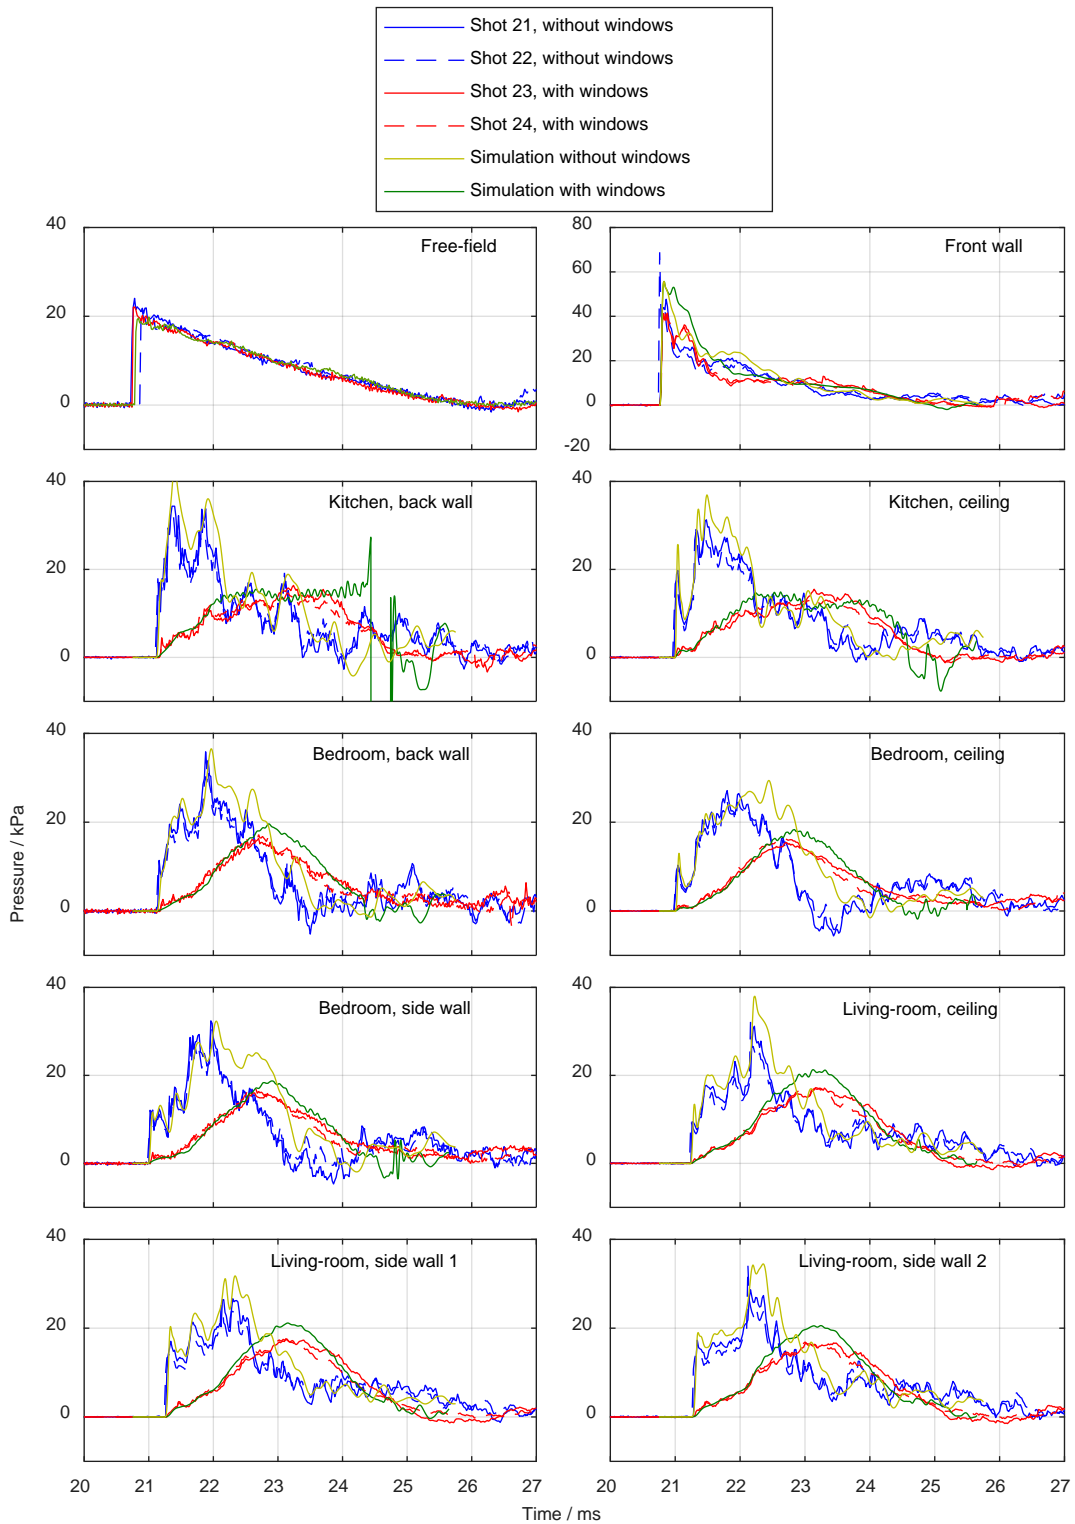 Shot 21, without windows
Shot 22, without windows
Shot 23, with windows
Shot 24, with windows
Simulation without windows
Simulation with windows
40
20
0
Free-field
80
60
40
20
0
-20
Front wall
40
20
0
Kitchen, back wall
40
20
0
Kitchen, ceiling
40
20
0
Bedroom, back wall
40
20
0
Bedroom, ceiling
Pressure / kPa
40
20
0
Bedroom, side wall
40
20
0
Living-room, ceiling
40
20
0
Living-room, side wall 1
20 21 22 23 24 25 26 27
40
20
0
Living-room, side wall 2
20 21 22 23 24 25 26 27
Time / ms